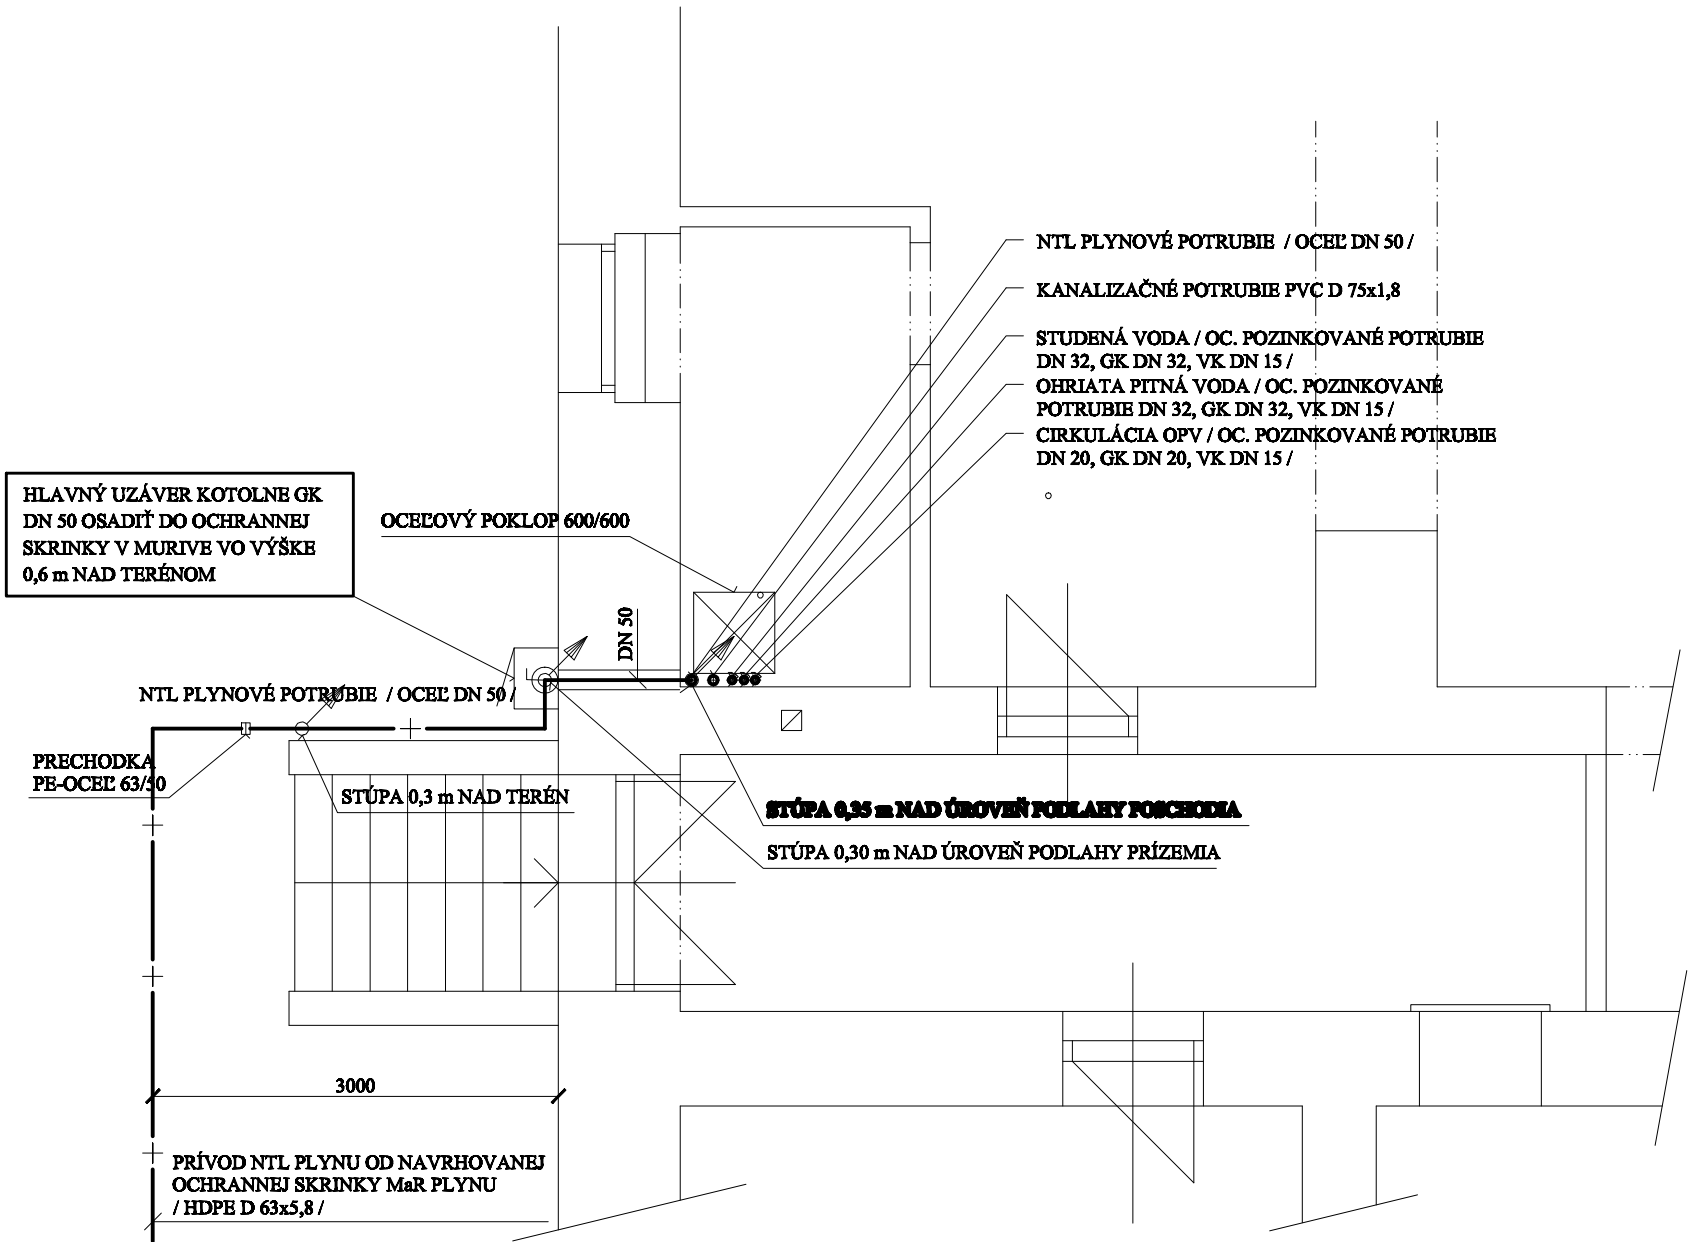 NTL PLYNOVÉ POTRUBIE / OCEĽ DN 50 /
KANALIZAČNÉ POTRUBIE PVC D 75x1,8
STUDENÁ VODA / OC. POZINKOVANÉ POTRUBIE
DN 32, GK DN 32, VK DN 15 /
OHRIATA PITNÁ VODA / OC. POZINKOVANÉ
POTRUBIE DN 32, GK DN 32, VK DN 15 /
CIRKULÁCIA OPV / OC. POZINKOVANÉ POTRUBIE
DN 20, GK DN 20, VK DN 15 /
HLAVNÝ UZÁVER KOTOLNE GK
DN 50 OSADIŤ DO OCHRANNEJ
SKRINKY V MURIVE VO VÝŠKE
0,6 m NAD TERÉNOM
OCEĽOVÝ POKLOP 600/600
DN 50
NTL PLYNOVÉ POTRUBIE / OCEĽ DN 50 /
PRECHODKA
PE-OCEĽ 63/50
STÚPA 0,3 m NAD TERÉN
STÚPA 0,35 m NAD ÚROVEŇ PODLAHY POSCHODIA
STÚPA 0,30 m NAD ÚROVEŇ PODLAHY PRÍZEMIA
3000
PRÍVOD NTL PLYNU OD NAVRHOVANEJ
OCHRANNEJ SKRINKY MaR PLYNU
/ HDPE D 63x5,8 /